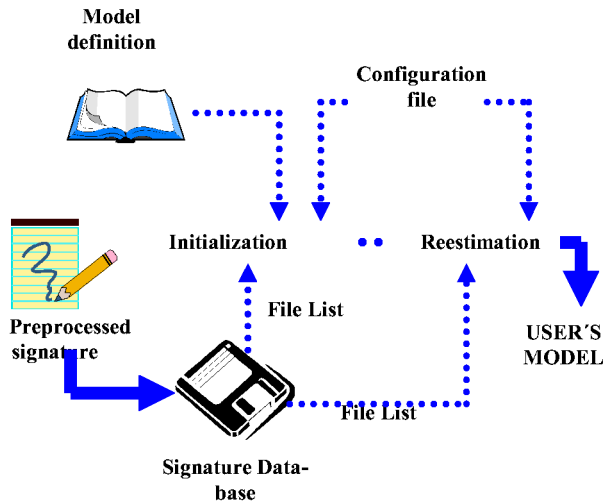 Model
definition
Configuration
file
Initialization
Reestimation
File List
Preprocessed
signature
USER´S
MODEL
File List
Signature Data-
base